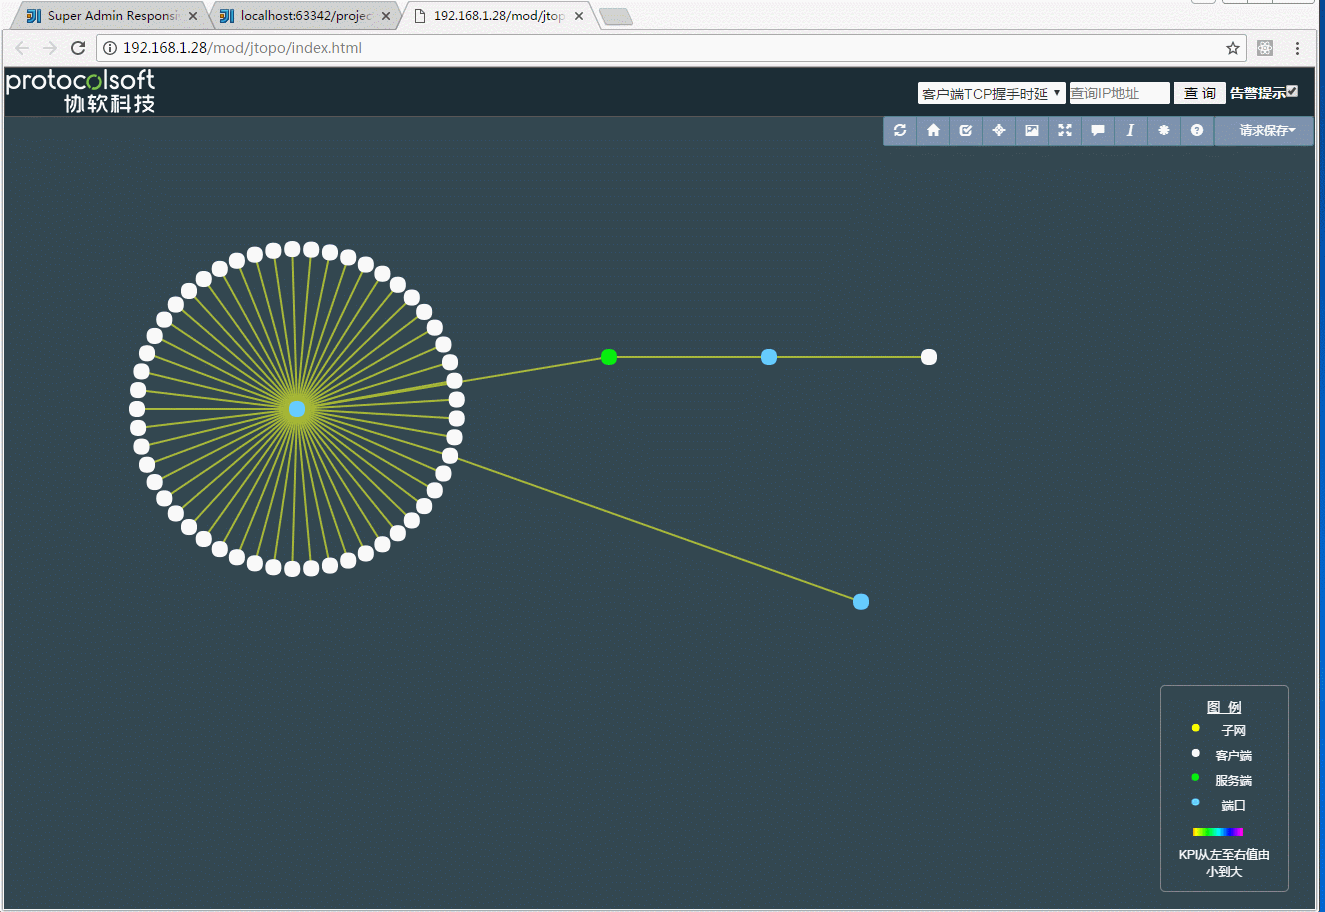 Super Admin Responsi
localhost:63342/projec
192.168.1.28/mod/jtop
192.168.1.28/mod/jtopo/index.html
protocolsoft
协软科技
客户端TCP握手时延
查询IP地址
查 询
告警提示
请求保存
图 例
子网
客户端
服务端
端口
KPI从左至右值由
小到大